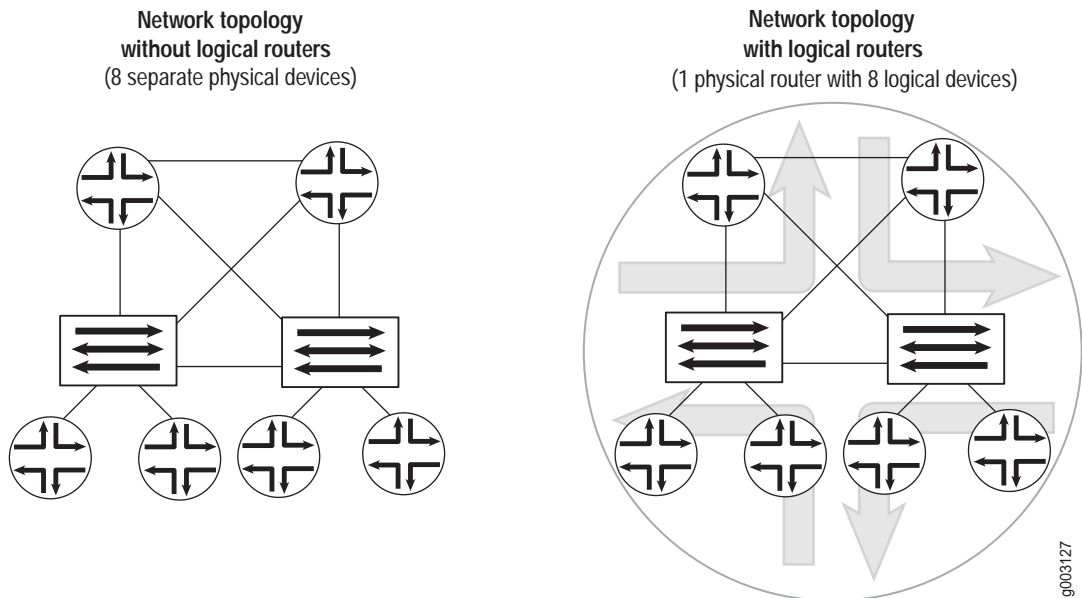 Network topology
without logical routers
(8 separate physical devices)
Network topology
with logical routers
(1 physical router with 8 logical devices)
g003127